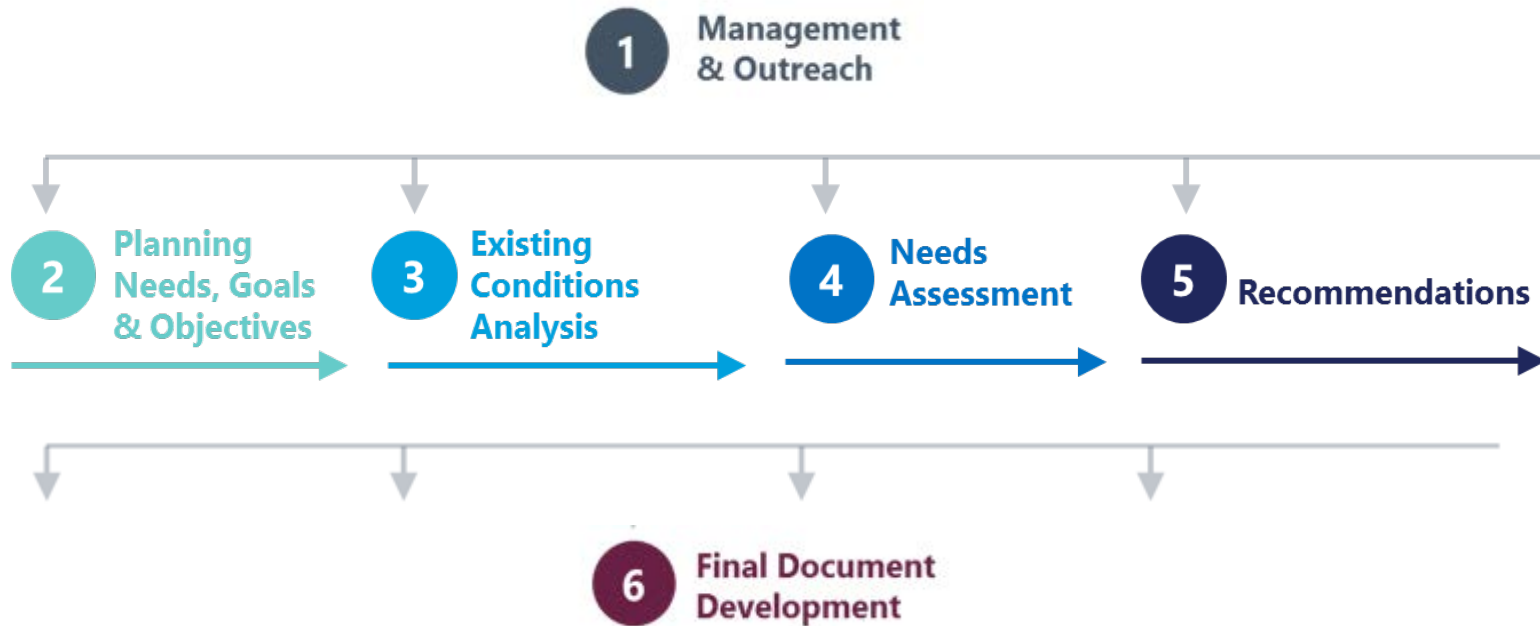 1
Management
& Outreach
2
Planning
Needs, Goals
& Objectives
3
Existing
Conditions
Analysis
4
Needs
Assessment
5
Recommendations
6
Final Document
Development